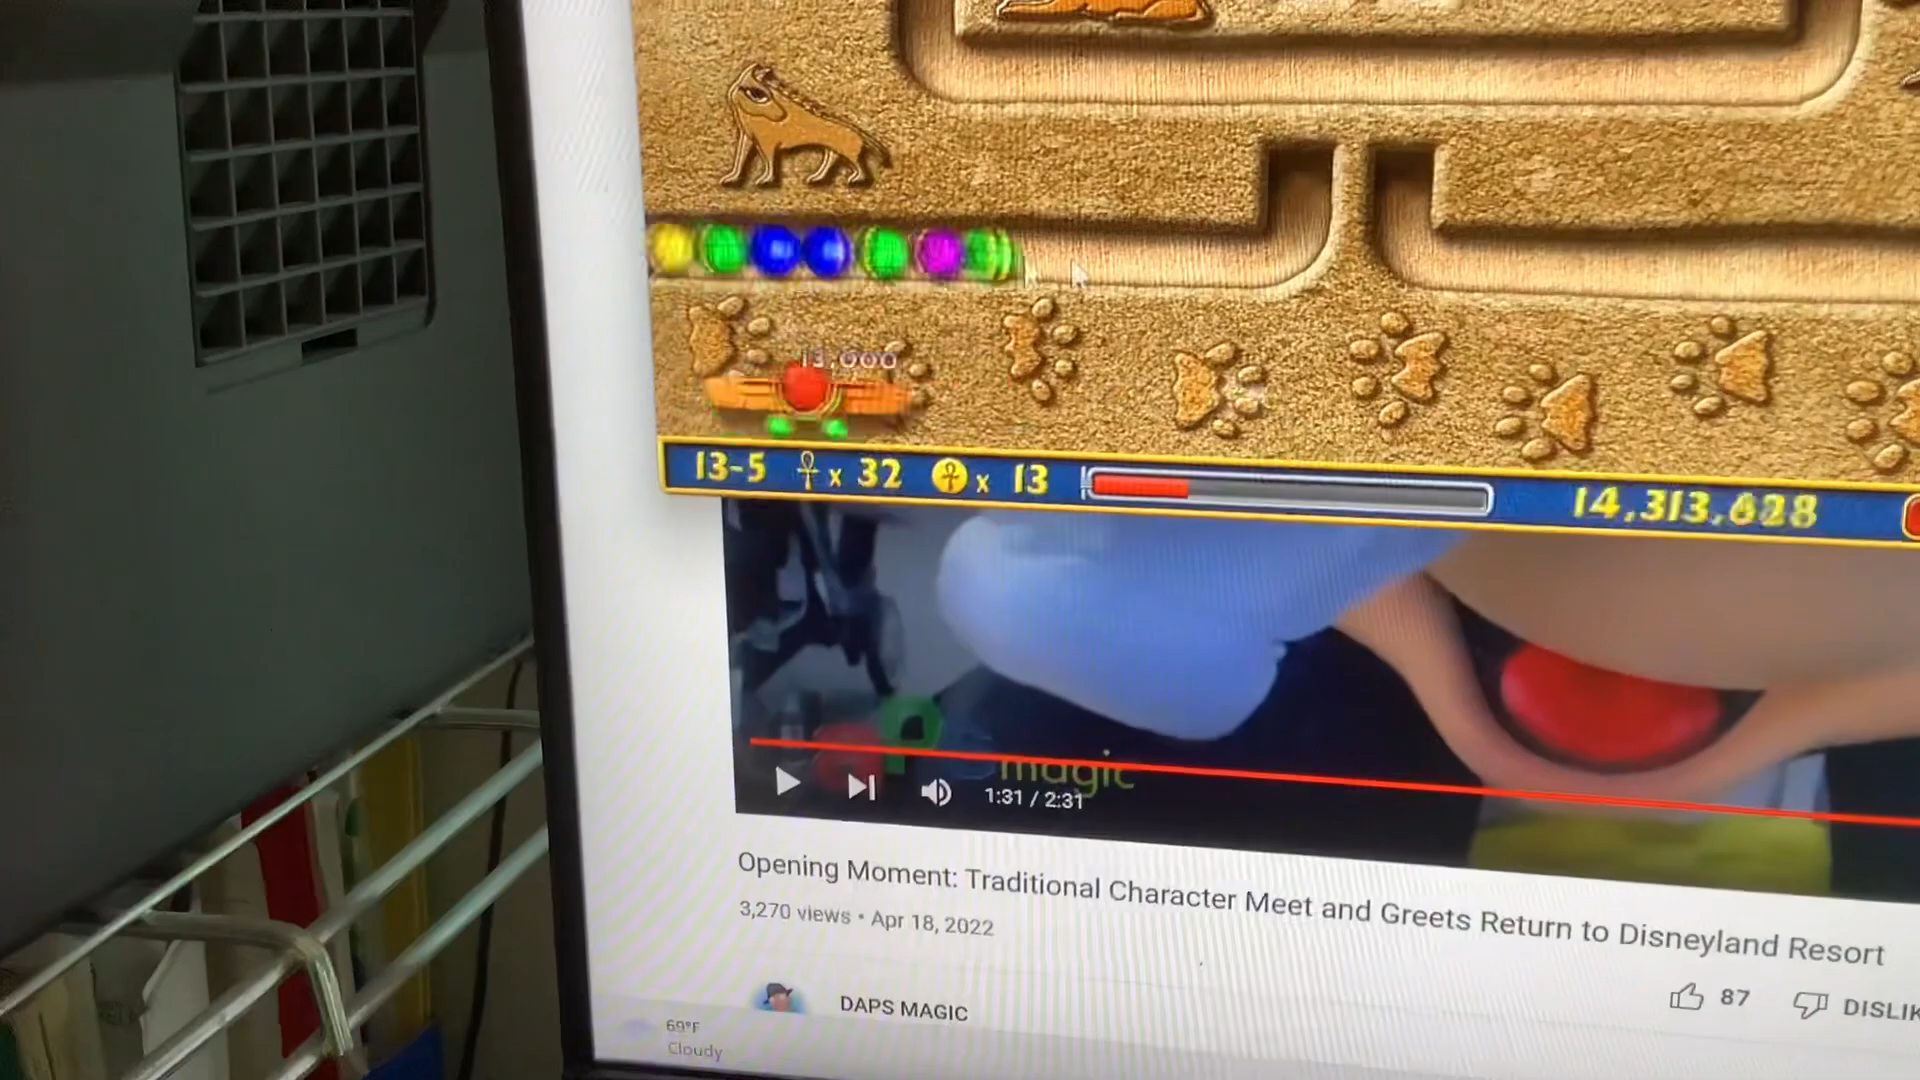 13,000
13-5 x 32 x 13 14,313,628
magic
1:31 / 2:31
Opening Moment: Traditional Character Meet and Greets Return to Disneyland Resort
3,270 views • Apr 18, 2022
87 DISLIK
DAPS MAGIC
69°F
Cloudy